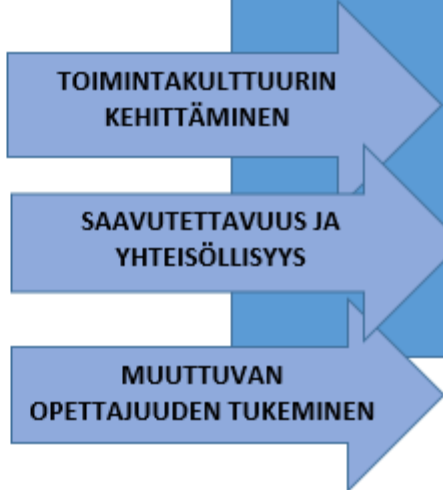 TOIMINTAKULTTUURIN
KEHITTÄMINEN
SAAVUTETTAVUUS JA
YHTEISÖLLISYYS
MUUTTUVAN
OPETTAJUUDEN TUKEMINEN